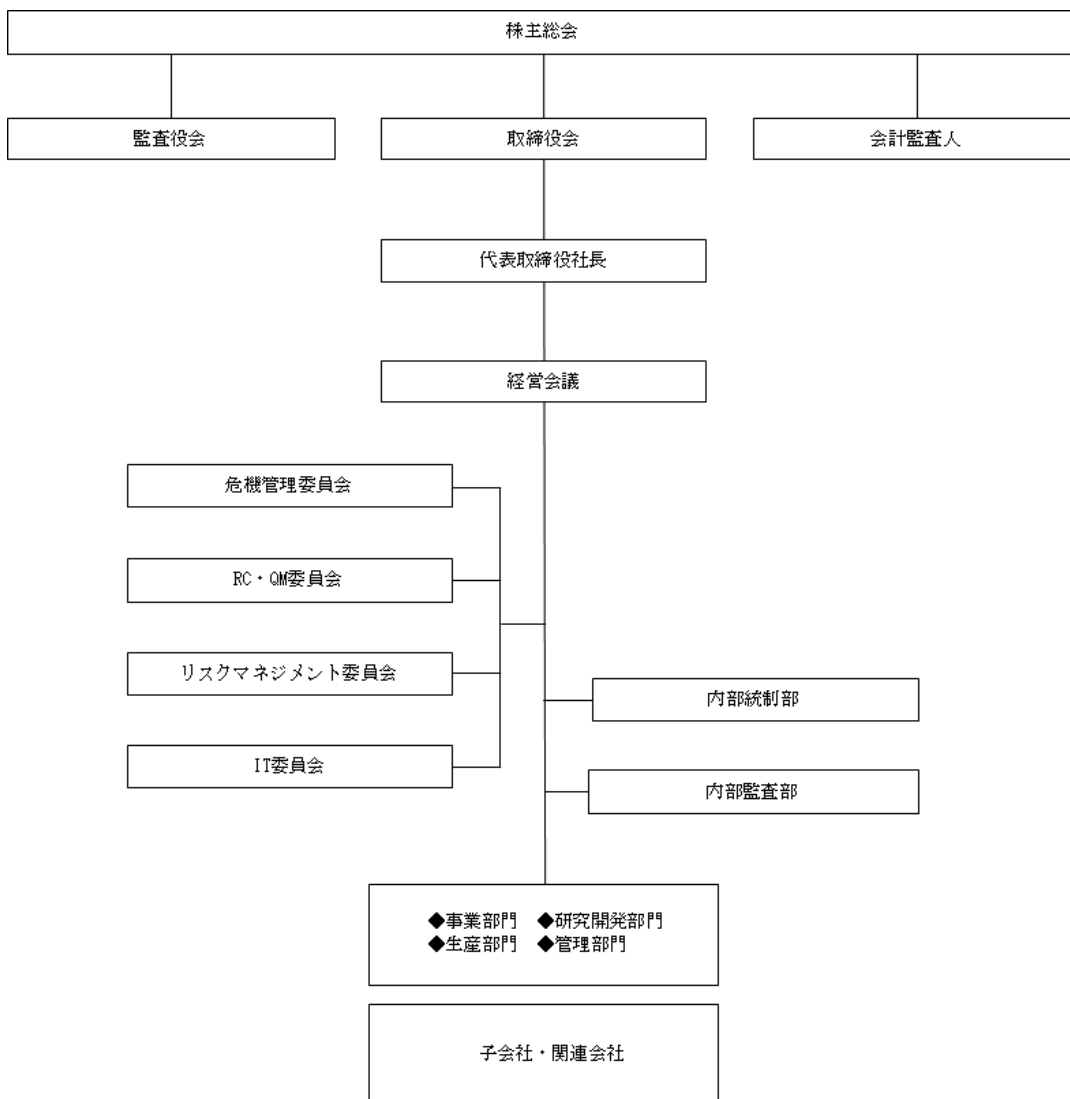 株主総会
監査役会
取締役会
会計監査人
代表取締役社長
経営会議
危機管理委員会
RC・QM委員会
リスクマネジメント委員会
内部統制部
IT委員会
内部監査部
◆事業部門 ◆研究開発部門
◆生産部門 ◆管理部門
子会社・関連会社